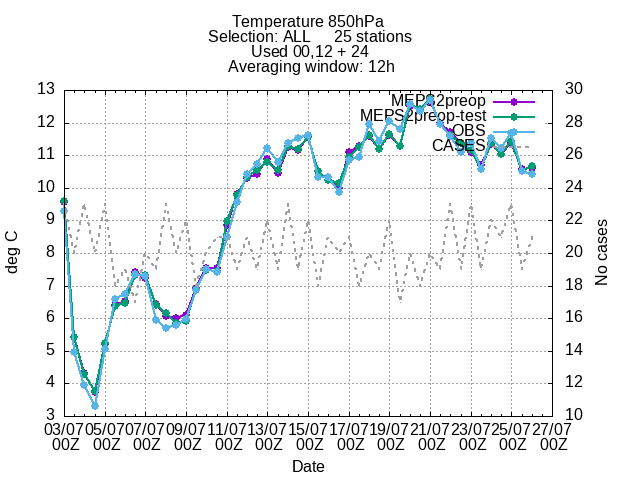 Temperature 850hPa
Selection: ALL 25 stations
Used 00,12 + 24
Averaging window: 12h
13 30
MEPS2preop
12 28
MEPS2preop-test
OBS
CASES
11 26
10 24
9 22
8 20
7 18
6 16
5 14
4 12
3 10
deg C
No cases
03/07 05/07 07/07 09/07 11/07 13/07 15/07 17/07 19/07 21/07 23/07 25/07 27/07
00Z 00Z 00Z 00Z 00Z 00Z 00Z 00Z 00Z 00Z 00Z 00Z 00Z
Date